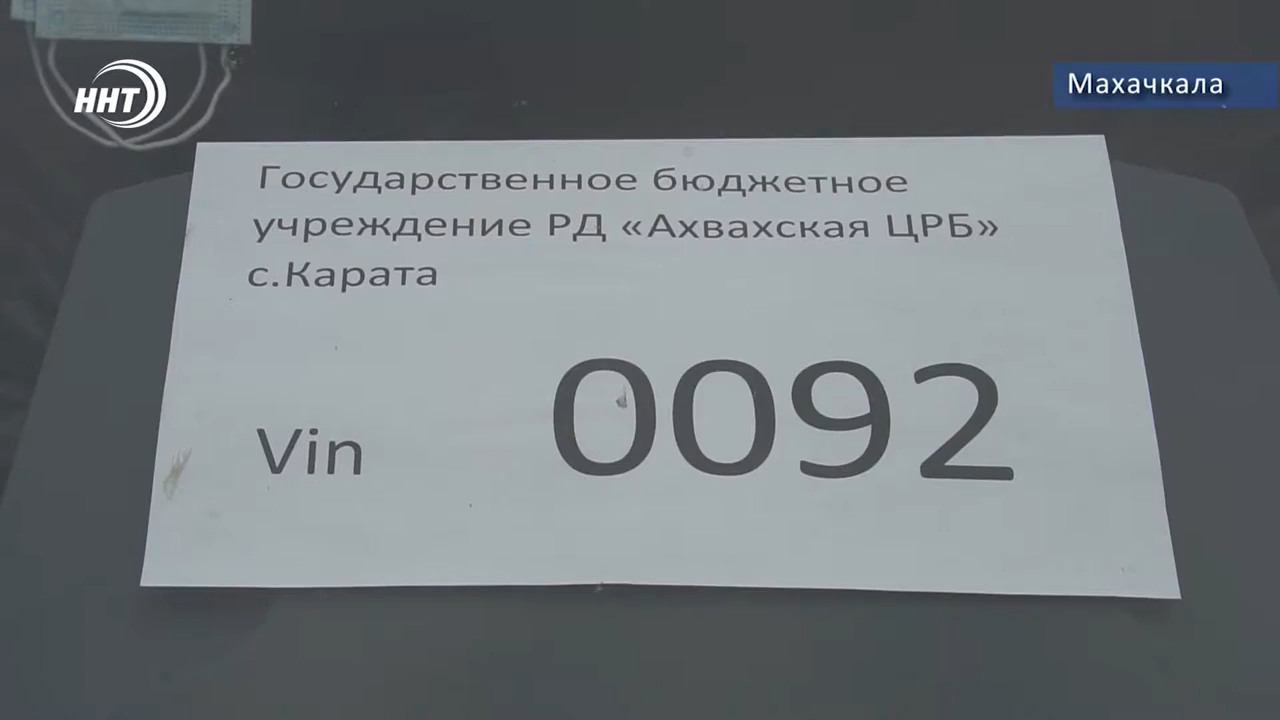 ННТ
Махачкала
Государственное бюджетное
учреждение РД «Ахвахская ЦРБ»
с.Карата
Vin 0092